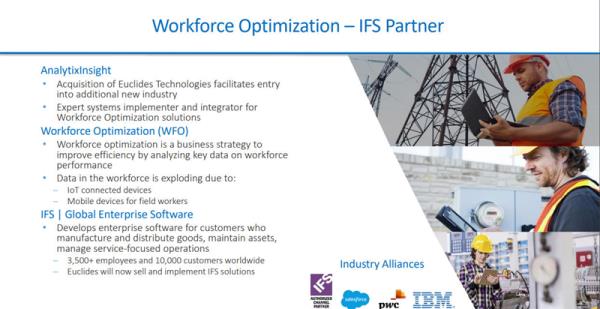 Workforce Optimization – IFS Partner
AnalytixInsight
• Acquisition of Euclides Technologies facilitates entry
into additional new industry
• Expert systems implementer and integrator for
Workforce Optimization solutions
Workforce Optimization (WFO)
• Workforce optimization is a business strategy to
improve efficiency by analyzing key data on workforce
performance
• Data in the workforce is exploding due to:
– IoT connected devices
– Mobile devices for field workers
IFS | Global Enterprise Software
• Develops enterprise software for customers who
manufacture and distribute goods, maintain assets,
manage service-focused operations
– 3,500+ employees and 10,000 customers worldwide
– Euclides will now sell and implement IFS solutions
Industry Alliances
IFS
AUTHORIZED
CHANNEL
PARTNER
salesforce
pwc
IBM